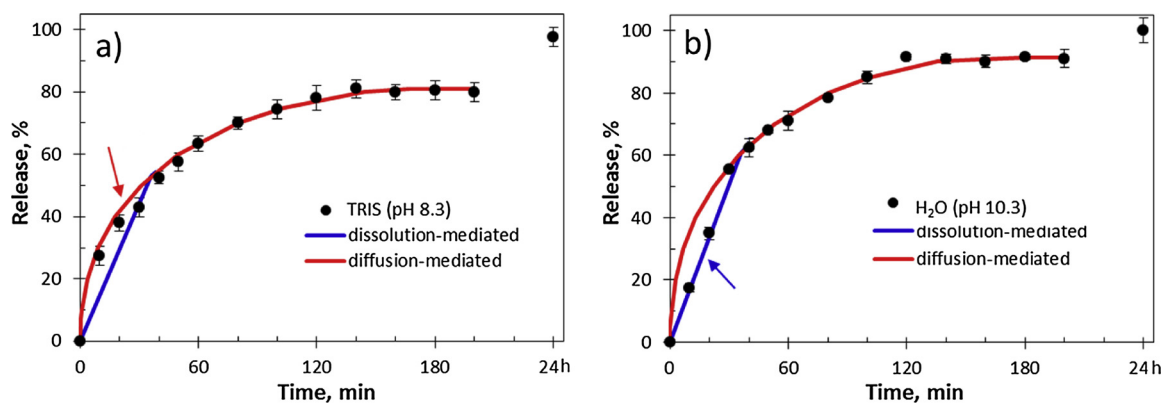 a)
Release, %
100
80
60
40
20
0
TRIS (pH 8.3)
dissolution-mediated
diffusion-mediated
0 60 120 180 24h
Time, min
b)
Release, %
100
80
60
40
20
0
H₂O (pH 10.3)
dissolution-mediated
diffusion-mediated
0 60 120 180 24h
Time, min